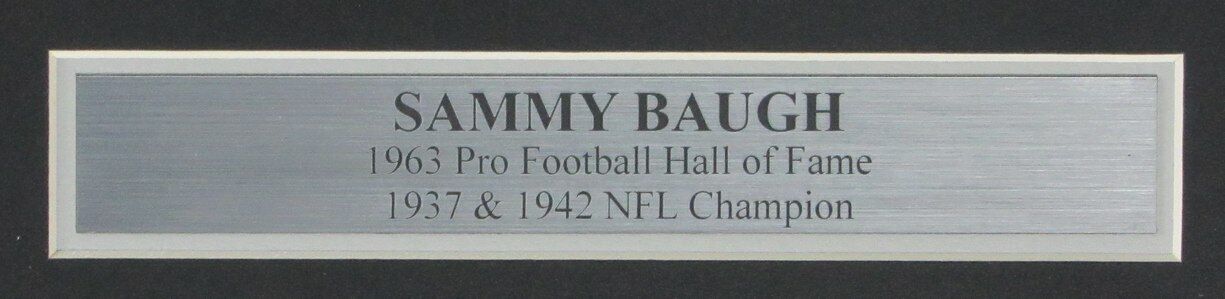 SAMMY BAUGH
1963 Pro Football Hall of Fame
1937 & 1942 NFL Champion